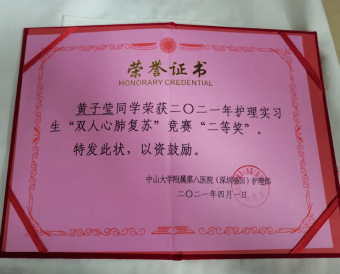 荣誉证书
HONORARY CREDENTIAL
黄子莹同学荣获二〇二一年护理实习
生“双人心肺复苏”竞赛“二等奖”。
特发此状，以资鼓励。
中山大学附属第八医院（深圳福田）护理部
二〇二一年四月一日